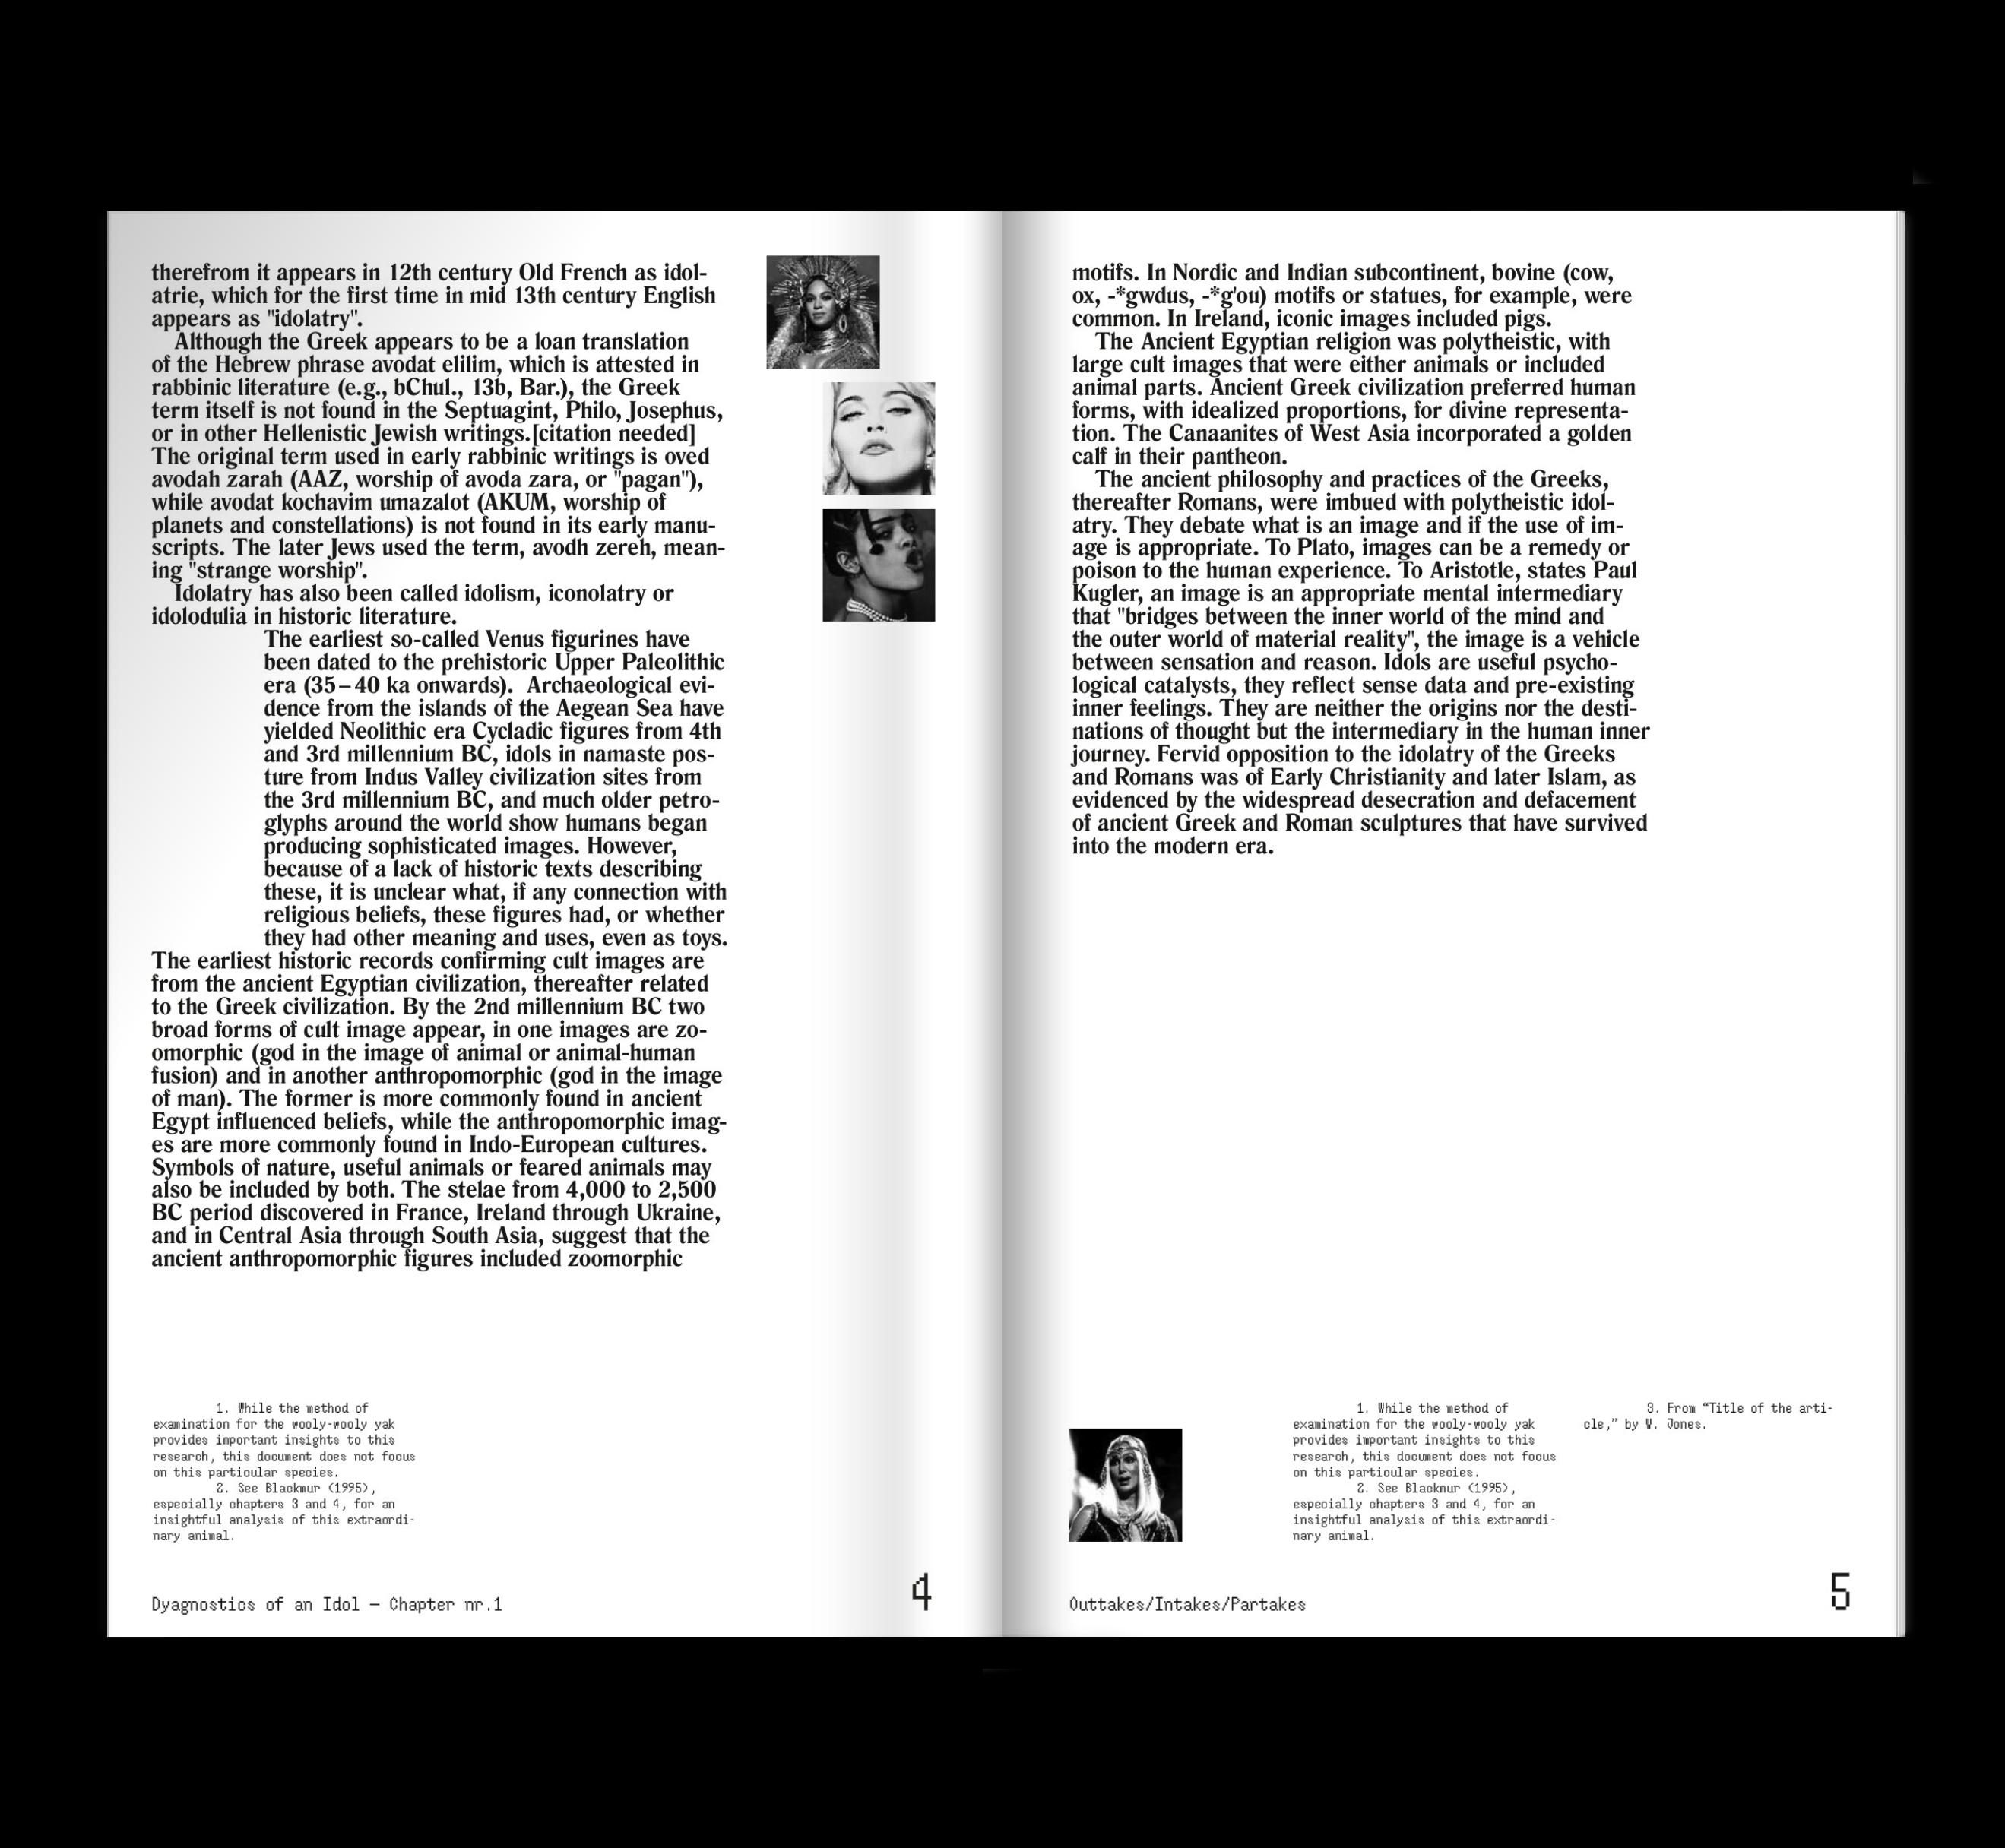 therefrom it appears in 12th century Old French as idol-
atrie, which for the first time in mid 13th century English
appears as "idolatry".
Although the Greek appears to be a loan translation
of the Hebrew phrase avodat elilim, which is attested in
rabbinic literature (e.g., bChul., 13b, Bar.), the Greek
term itself is not found in the Septuagint, Philo, Josephus,
or in other Hellenistic Jewish writings.[citation needed]
The original term used in early rabbinic writings is oved
avodah zarah (AAZ, worship of avoda zara, or "pagan"),
while avodat kochavim umazalot (AKUM, worship of
planets and constellations) is not found in its early manu-
scripts. The later Jews used the term, avodh zereh, mean-
ing "strange worship".
Idolatry has also been called idolism, iconolatry or
idolodulia in historic literature.
The earliest so-called Venus figurines have
been dated to the prehistoric Upper Paleolithic
era (35–40 ka onwards).  Archaeological evi-
dence from the islands of the Aegean Sea have
yielded Neolithic era Cycladic figures from 4th
and 3rd millennium BC, idols in namaste pos-
ture from Indus Valley civilization sites from
the 3rd millennium BC, and much older petro-
glyphs around the world show humans began
producing sophisticated images. However,
because of a lack of historic texts describing
these, it is unclear what, if any connection with
religious beliefs, these figures had, or whether
they had other meaning and uses, even as toys.
The earliest historic records confirming cult images are
from the ancient Egyptian civilization, thereafter related
to the Greek civilization. By the 2nd millennium BC two
broad forms of cult image appear, in one images are zo-
omorphic (god in the image of animal or animal-human
fusion) and in another anthropomorphic (god in the image
of man). The former is more commonly found in ancient
Egypt influenced beliefs, while the anthropomorphic imag-
es are more commonly found in Indo-European cultures.
Symbols of nature, useful animals or feared animals may
also be included by both. The stelae from 4,000 to 2,500
BC period discovered in France, Ireland through Ukraine,
and in Central Asia through South Asia, suggest that the
ancient anthropomorphic figures included zoomorphic
1. While the method of
examination for the wooly-wooly yak
provides important insights to this
research, this document does not focus
on this particular species.
2. See Blackmur (1995),
especially chapters 3 and 4, for an
insightful analysis of this extraordi-
nary animal.
Dyagnostics of an Idol – Chapter nr.1
4
motifs. In Nordic and Indian subcontinent, bovine (cow,
ox, -*gwdus, -*g'ou) motifs or statues, for example, were
common. In Ireland, iconic images included pigs.
The Ancient Egyptian religion was polytheistic, with
large cult images that were either animals or included
animal parts. Ancient Greek civilization preferred human
forms, with idealized proportions, for divine representa-
tion. The Canaanites of West Asia incorporated a golden
calf in their pantheon.
The ancient philosophy and practices of the Greeks,
thereafter Romans, were imbued with polytheistic idol-
atry. They debate what is an image and if the use of im-
age is appropriate. To Plato, images can be a remedy or
poison to the human experience. To Aristotle, states Paul
Kugler, an image is an appropriate mental intermediary
that "bridges between the inner world of the mind and
the outer world of material reality", the image is a vehicle
between sensation and reason. Idols are useful psycho-
logical catalysts, they reflect sense data and pre-existing
inner feelings. They are neither the origins nor the desti-
nations of thought but the intermediary in the human inner
journey. Fervid opposition to the idolatry of the Greeks
and Romans was of Early Christianity and later Islam, as
evidenced by the widespread desecration and defacement
of ancient Greek and Roman sculptures that have survived
into the modern era.
1. While the method of
examination for the wooly-wooly yak
provides important insights to this
research, this document does not focus
on this particular species.
2. See Blackmur (1995),
especially chapters 3 and 4, for an
insightful analysis of this extraordi-
nary animal.
3. From “Title of the arti-
cle,” by W. Jones.
Outtakes/Intakes/Partakes
5